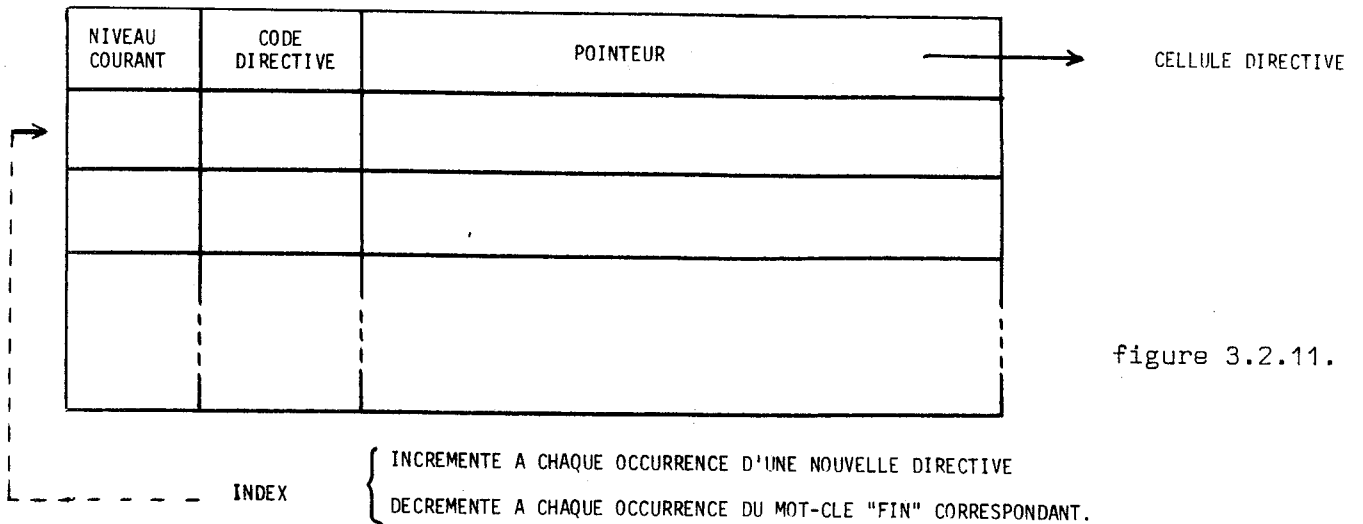 NIVEAU COURANT
CODE DIRECTIVE
POINTEUR
CELLULE DIRECTIVE
figure 3.2.11.
INDEX
INCREMENTE A CHAQUE OCCURRENCE D'UNE NOUVELLE DIRECTIVE
DECREMENTE A CHAQUE OCCURRENCE DU MOT-CLE "FIN" CORRESPONDANT.